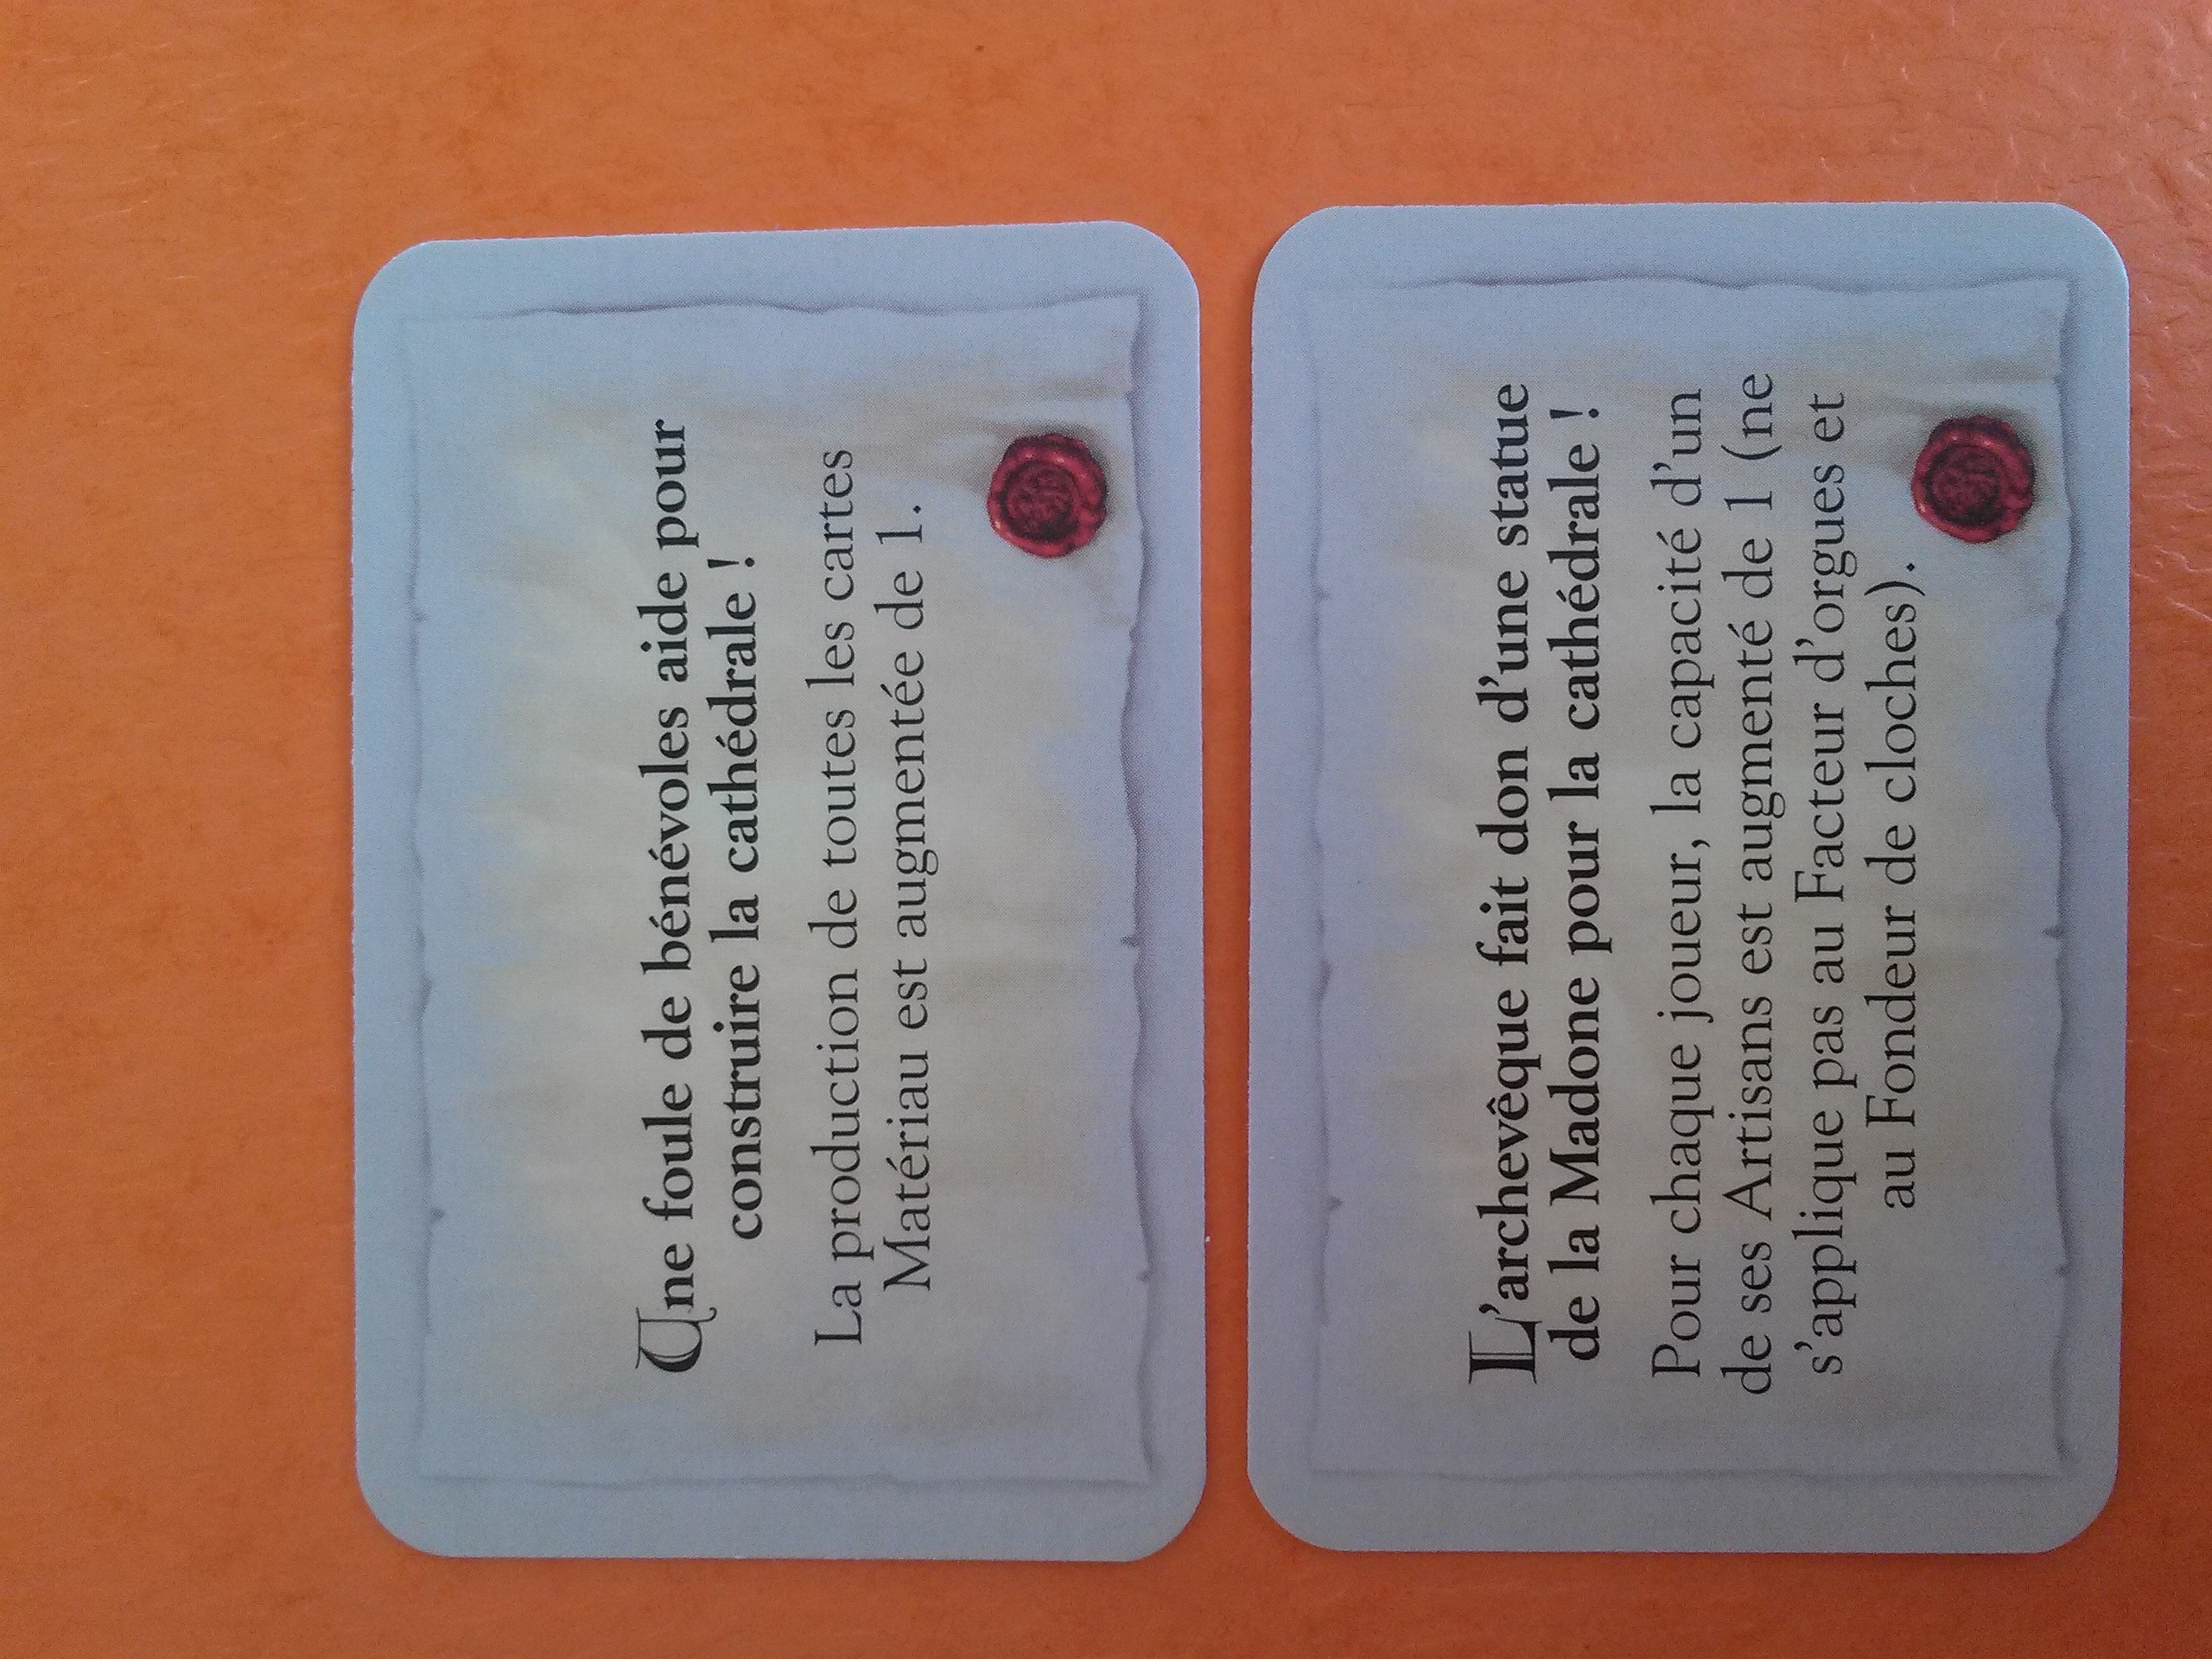 Une foule de bénévoles aide pour
construire la cathédrale !
La production de toutes les cartes
Matériau est augmentée de 1.
L'archevêque fait don d'une statue
de la Madone pour la cathédrale !
Pour chaque joueur, la capacité d'un
de ses Artisans est augmenté de 1 (ne
s'applique pas au Facteur d'orgues et
au Fondeur de cloches).